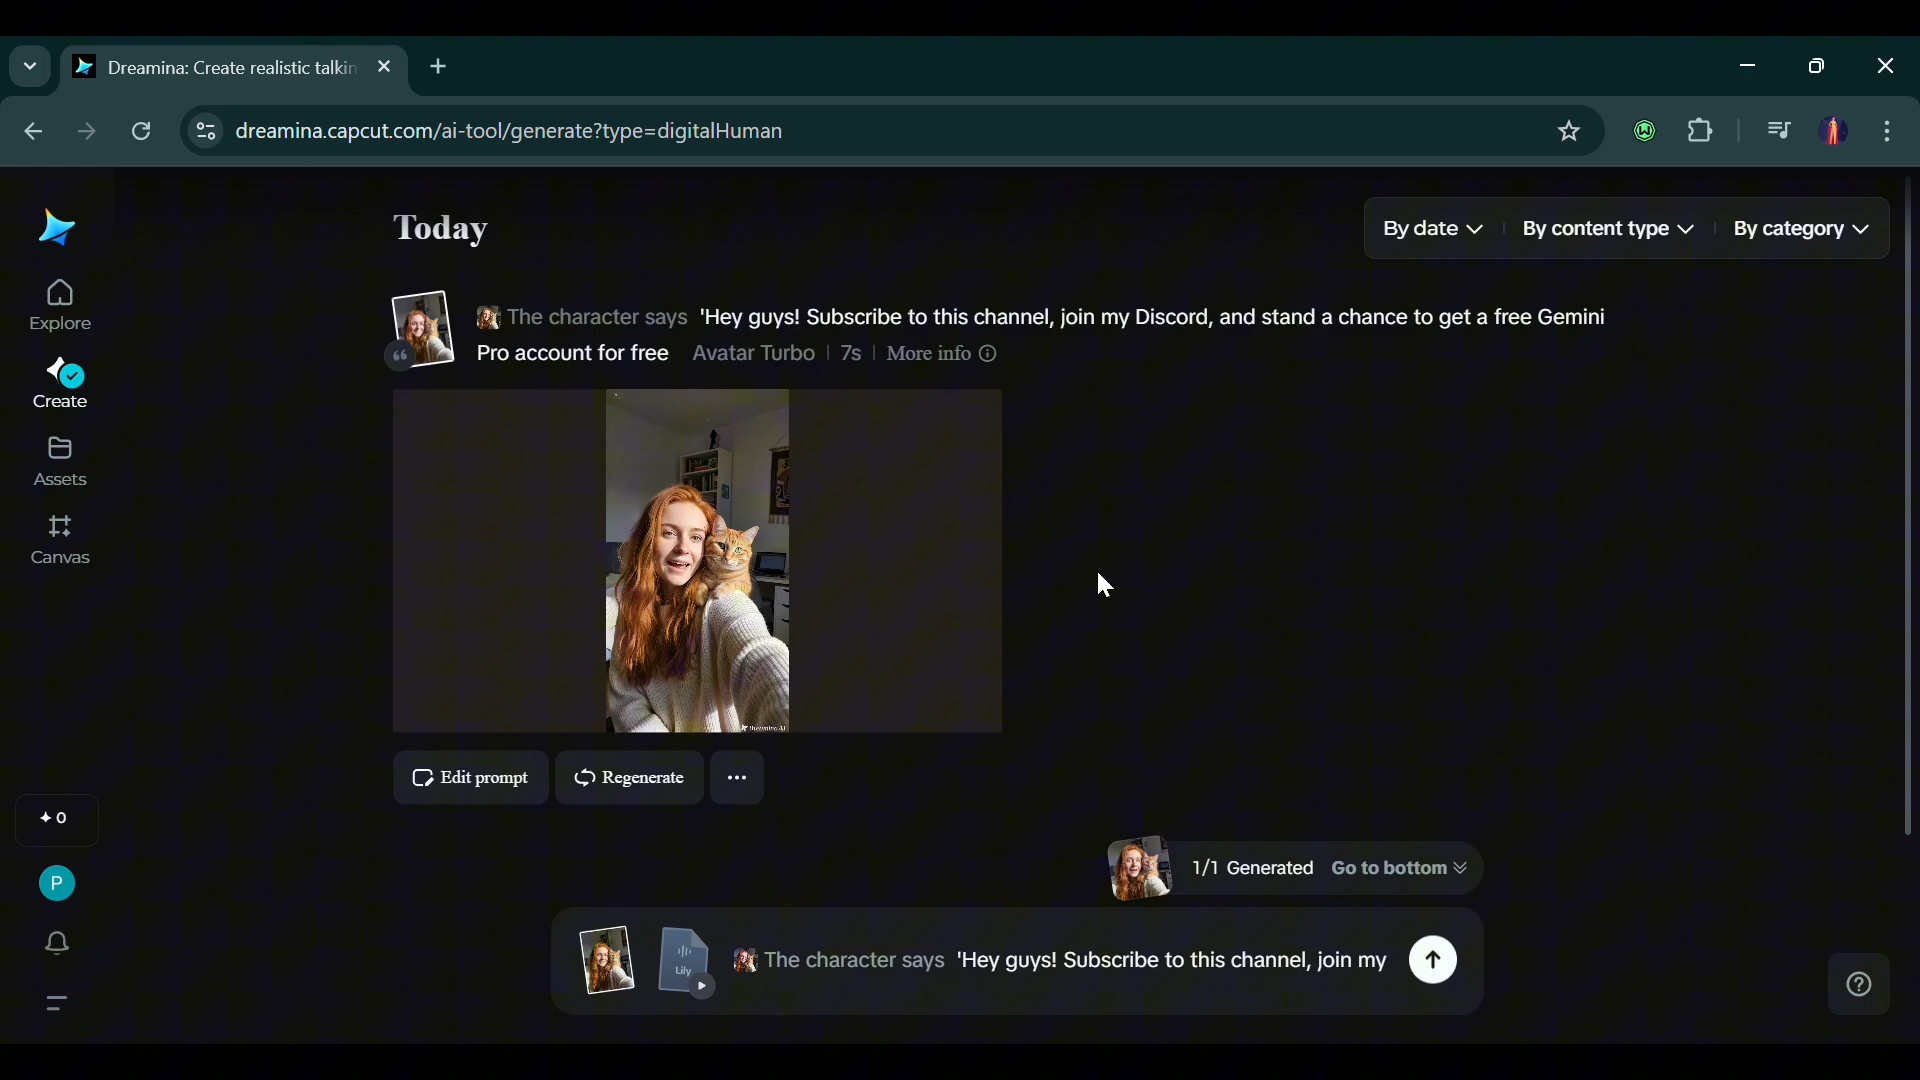 Dreamina: Create realistic talkin
dreamina.capcut.com/ai-tool/generate?type=digitalHuman
Today
By date
By content type
By category
Explore
Create
Assets
Canvas
The character says 'Hey guys! Subscribe to this channel, join my Discord, and stand a chance to get a free Gemini
Pro account for free Avatar Turbo 7s More info
Dreamina AI
Edit prompt
Regenerate
0
P
1/1 Generated Go to bottom
Lily
The character says 'Hey guys! Subscribe to this channel, join my